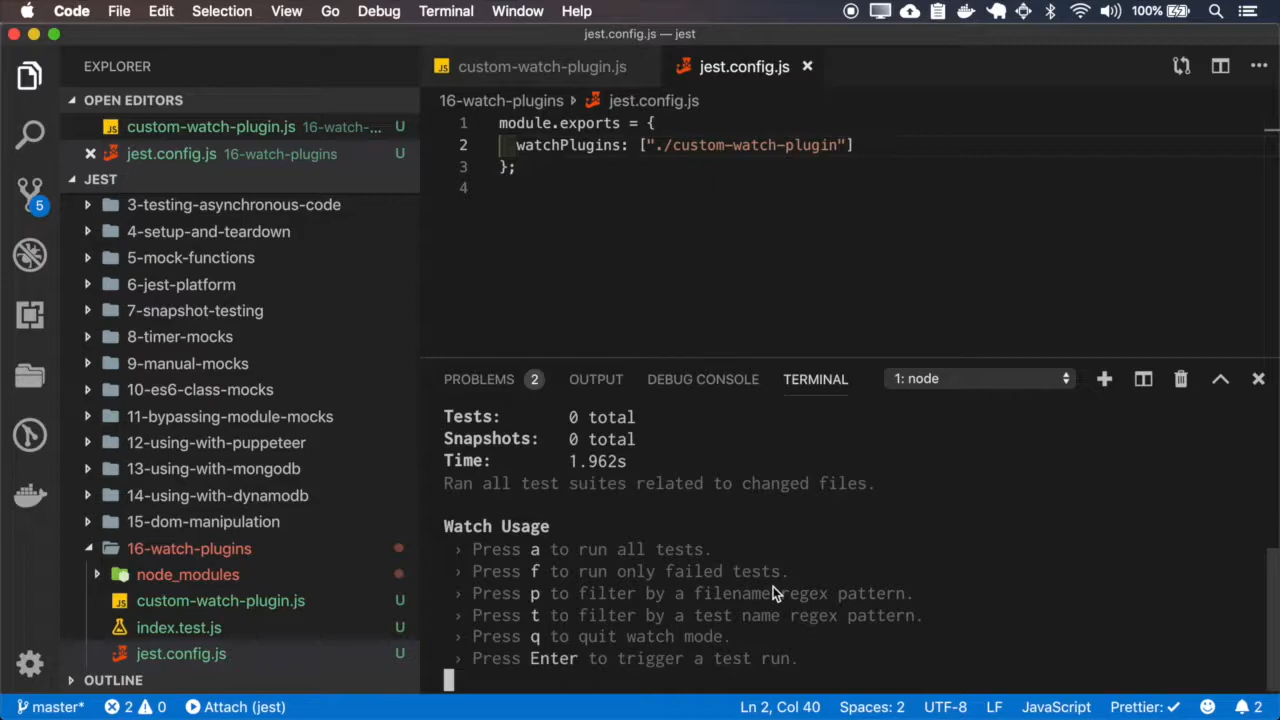 Code File Edit Selection View Go Debug Terminal Window Help 100%
jest.config.js — jest
EXPLORER
OPEN EDITORS
JS custom-watch-plugin.js 16-watch-... U
jest.config.js 16-watch-plugins U
JEST
3-testing-asynchronous-code
4-setup-and-teardown
5-mock-functions
6-jest-platform
7-snapshot-testing
8-timer-mocks
9-manual-mocks
10-es6-class-mocks
11-bypassing-module-mocks
12-using-with-puppeteer
13-using-with-mongodb
14-using-with-dynamodb
15-dom-manipulation
16-watch-plugins
node_modules
JS custom-watch-plugin.js U
index.test.js U
jest.config.js U
OUTLINE
5
JS custom-watch-plugin.js
jest.config.js
16-watch-plugins jest.config.js
1 module.exports = {
2 watchPlugins: ["./custom-watch-plugin"]
3 };
4
PROBLEMS 2 OUTPUT DEBUG CONSOLE TERMINAL 1: node
Tests: 0 total
Snapshots: 0 total
Time: 1.962s
Ran all test suites related to changed files.
Watch Usage
› Press a to run all tests.
› Press f to run only failed tests.
› Press p to filter by a filename regex pattern.
› Press t to filter by a test name regex pattern.
› Press q to quit watch mode.
› Press Enter to trigger a test run.
master* 2 0 Attach (jest) Ln 2, Col 40 Spaces: 2 UTF-8 LF JavaScript Prettier: ✓ 2